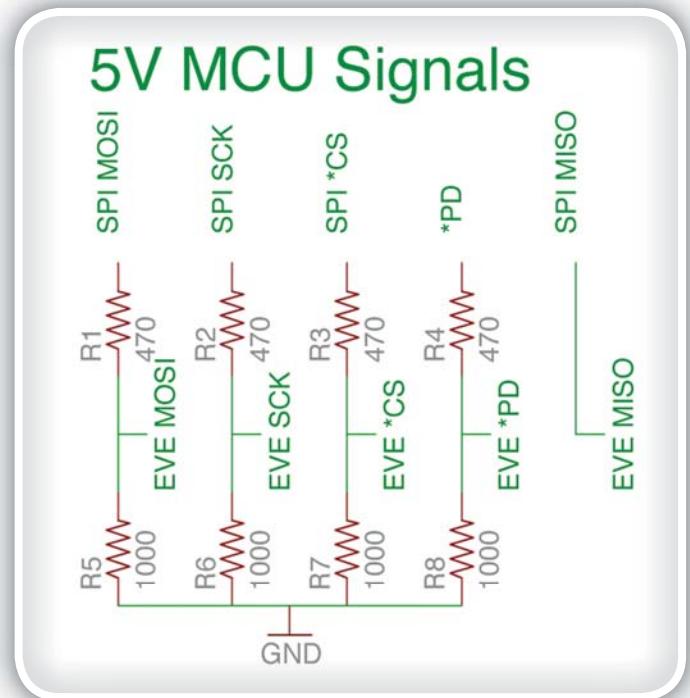 5V MCU Signals
SPI MOSI
SPI SCK
SPI *CS
*PD
SPI MISO
R1
470
R2
470
R3
470
R4
470
EVE MOSI
EVE SCK
EVE *CS
EVE *PD
EVE MISO
R5
1000
R6
1000
R7
1000
R8
1000
GND